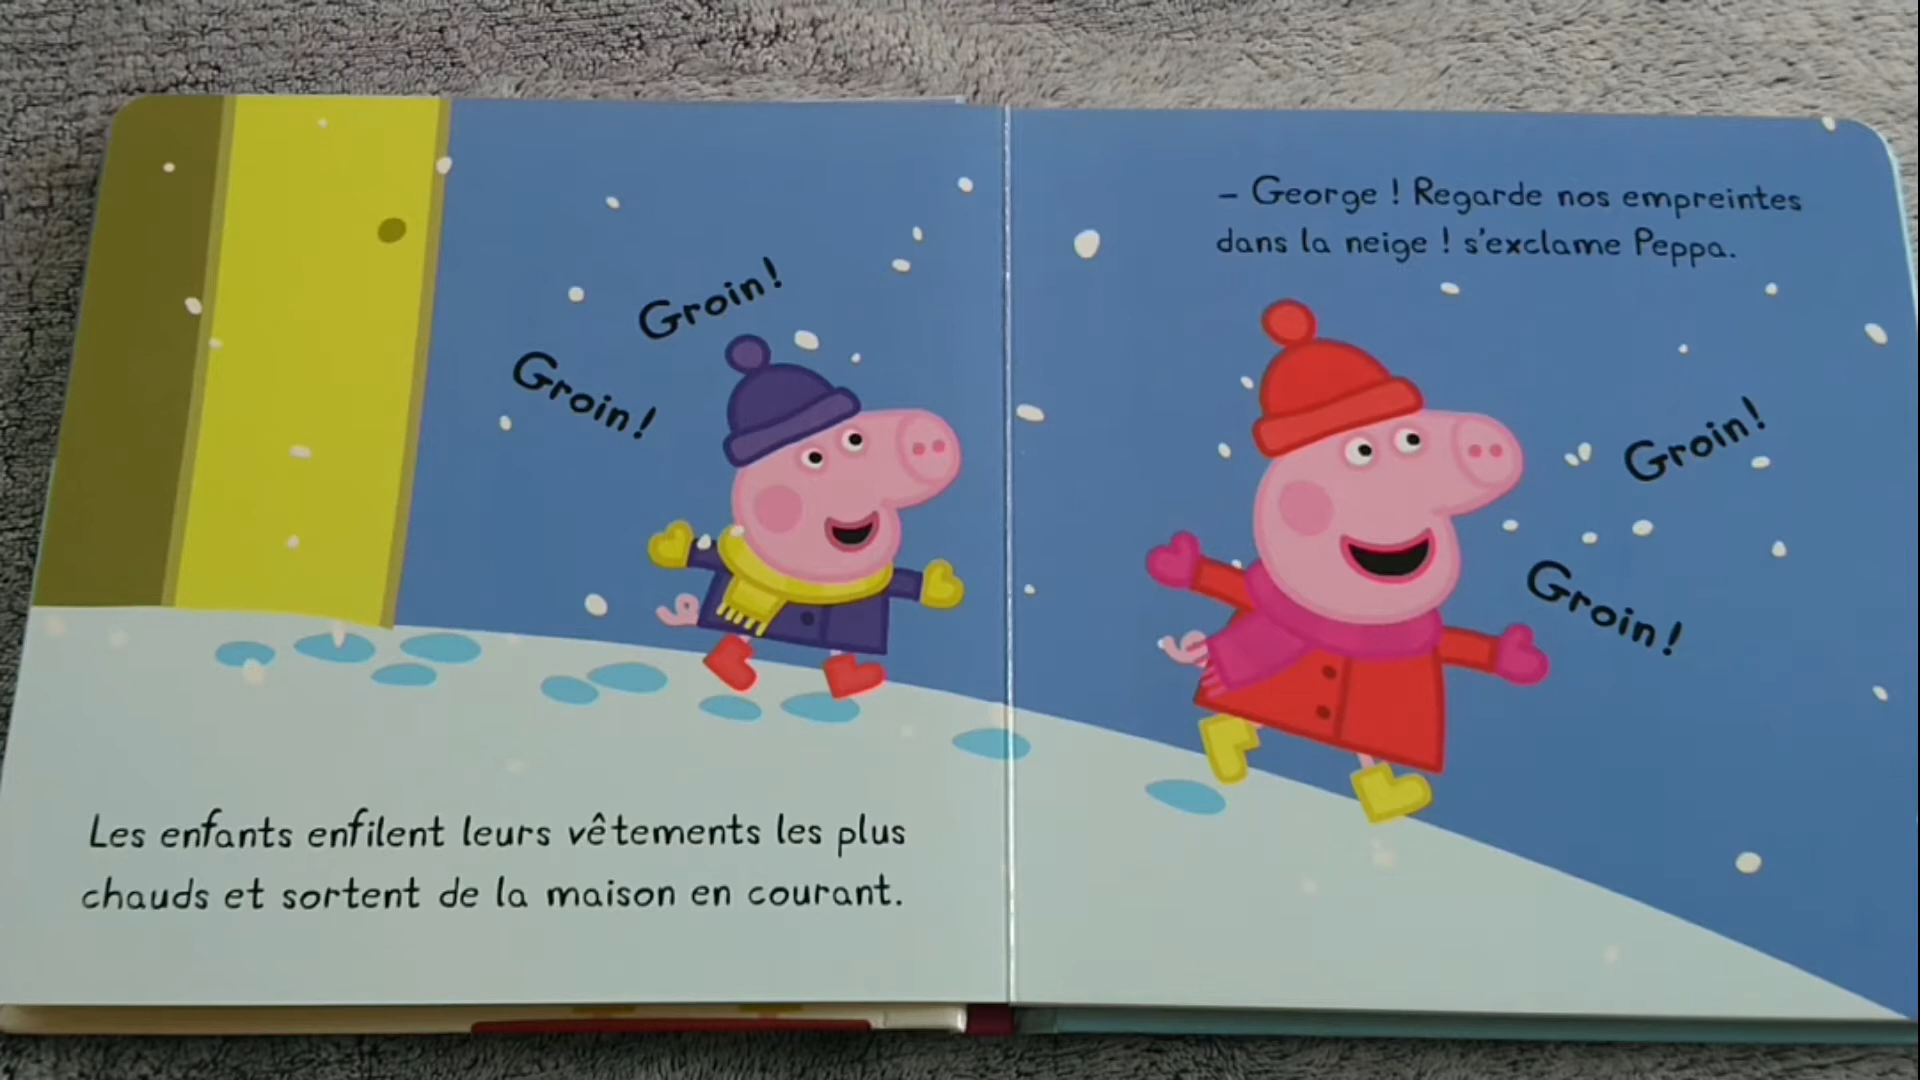 Groin!
Groin!
Les enfants enfilent leurs vêtements les plus
chauds et sortent de la maison en courant.
– George ! Regarde nos empreintes
dans la neige ! s'exclame Peppa.
Groin!
Groin!